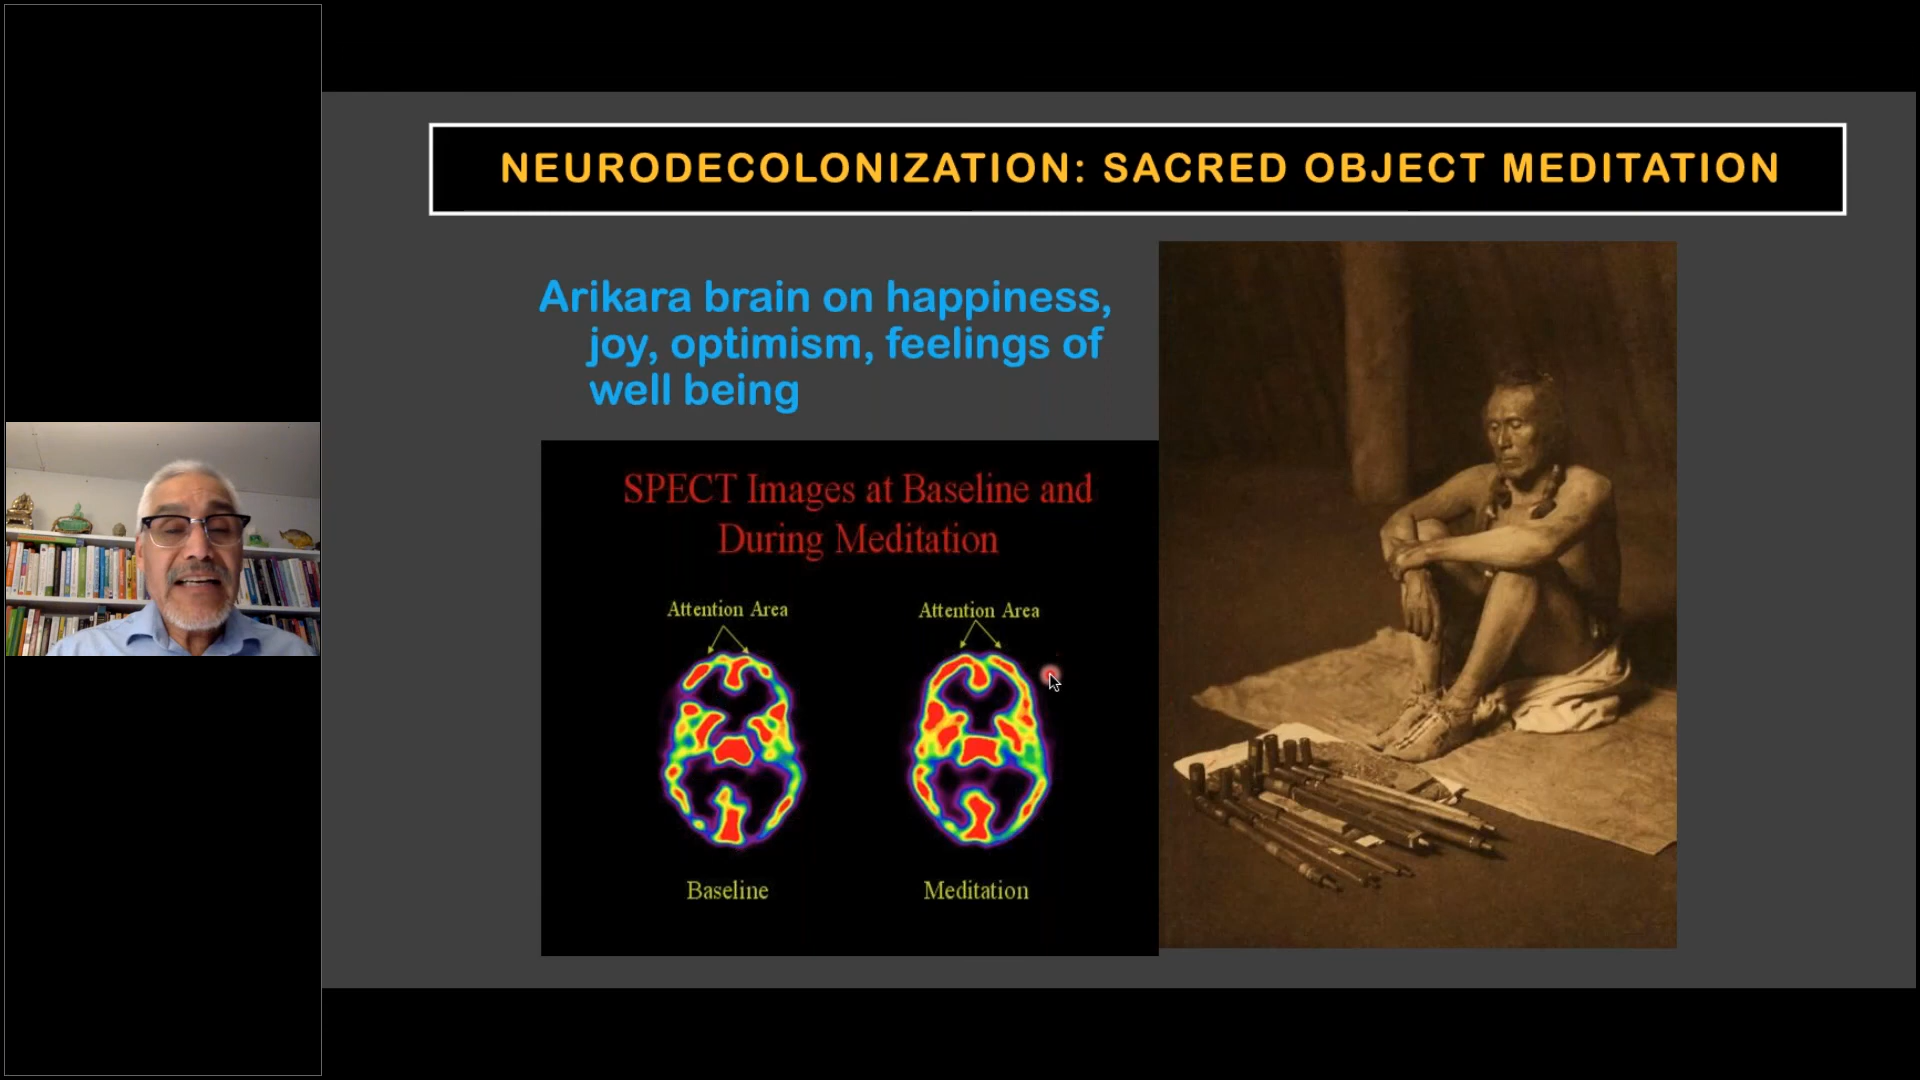 NEURODECOLONIZATION: SACRED OBJECT MEDITATION
Arikara brain on happiness,
joy, optimism, feelings of
well being
SPECT Images at Baseline and
During Meditation
Attention Area
Attention Area
Baseline
Meditation